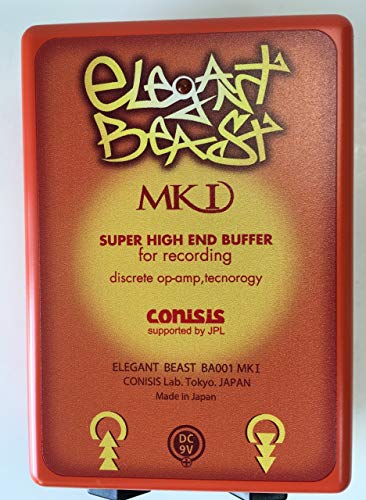 ELEGANT
BEAST
MK I
SUPER HIGH END BUFFER
for recording
discrete op-amp,tecnorogy
conisis
supported by JPL
ELEGANT BEAST BA001 MK I
CONISIS Lab. Tokyo. JAPAN
Made in Japan
DC
9V